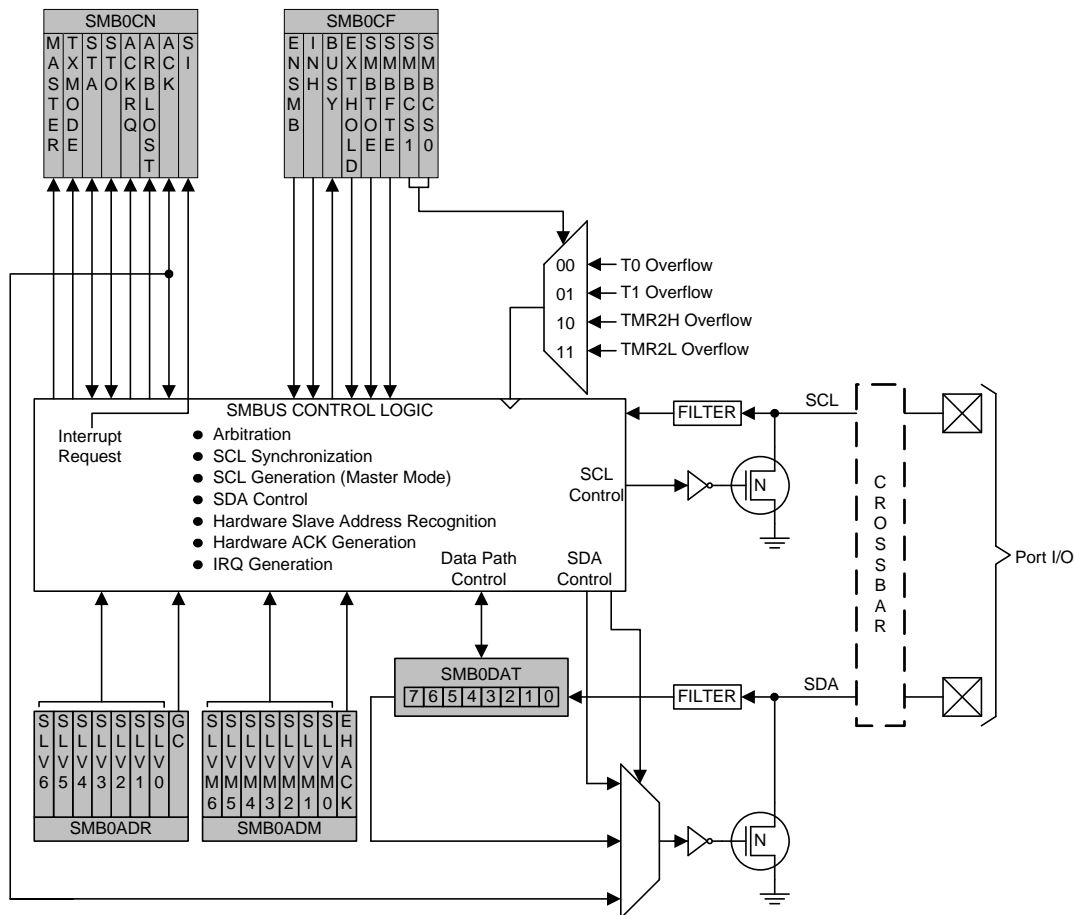 SMB0CN
MASTER
TXMODE
STA
STO
ACKRQ
ARBLOST
ACK
SI
SMB0CF
ENSMB
INH
BUSY
EXTHOLD
SMBTOE
SMBFTE
SMBCS1
SMBCS0
00
01
10
11
T0 Overflow
T1 Overflow
TMR2H Overflow
TMR2L Overflow
SMBUS CONTROL LOGIC
Interrupt
Request
● Arbitration
● SCL Synchronization
● SCL Generation (Master Mode)
● SDA Control
● Hardware Slave Address Recognition
● Hardware ACK Generation
● IRQ Generation
Data Path
Control
SCL
Control
SDA
Control
FILTER
SCL
N
CROSSBAR
Port I/O
SMB0DAT
7 6 5 4 3 2 1 0
FILTER
SDA
N
SLV6
SLV5
SLV4
SLV3
SLV2
SLV1
SLV0
GC
SMB0ADR
SLVM6
SLVM5
SLVM4
SLVM3
SLVM2
SLVM1
SLVM0
EHACK
SMB0ADM